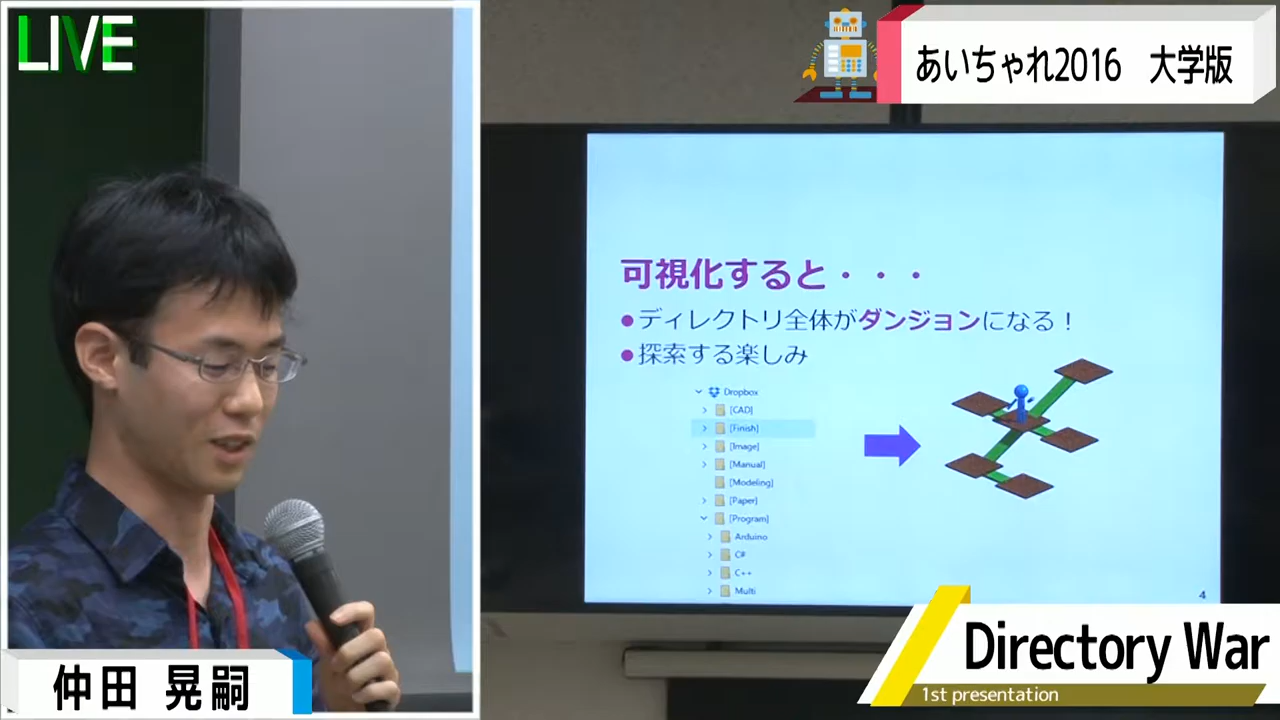 LIVE
あいちゃれ2016 大学版
可視化すると・・・
●ディレクトリ全体がダンジョンになる！
●探索する楽しみ
Dropbox
[CAD]
[Finish]
[Image]
[Manual]
[Modeling]
[Paper]
[Program]
Arduino
C#
C++
Multi
4
仲田 晃嗣
Directory War
1st presentation